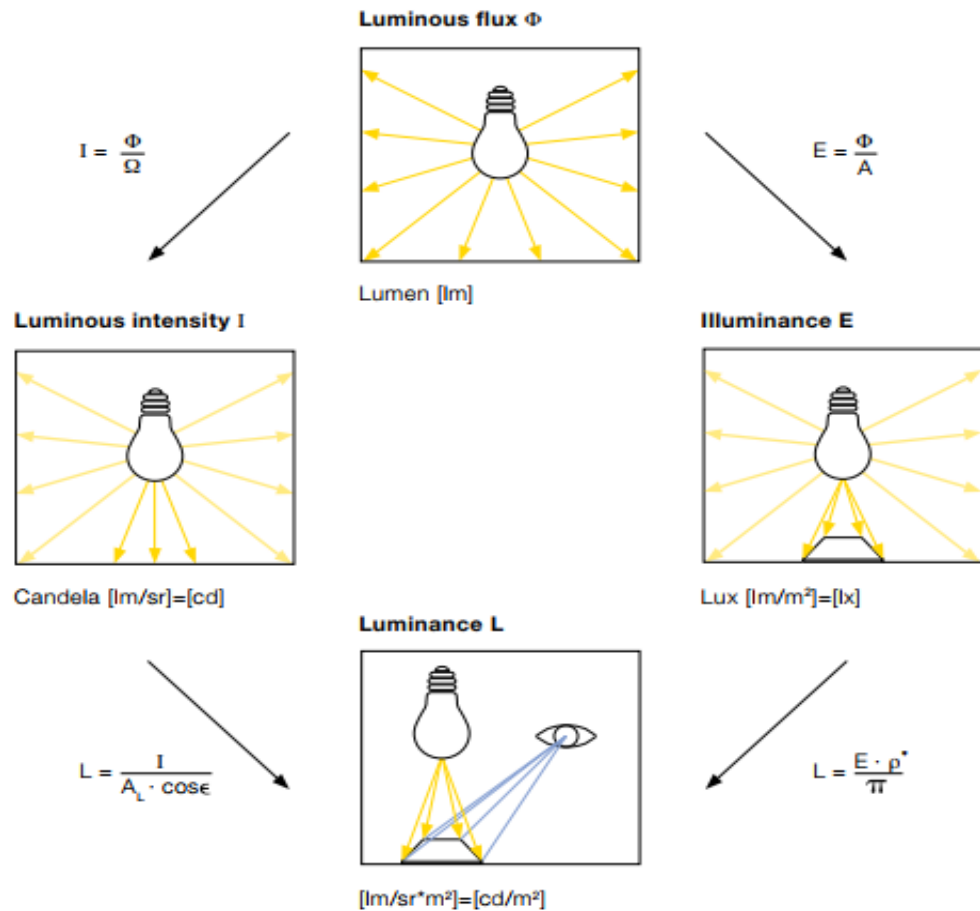 Luminous flux Φ
I = Φ/Ω
E = Φ/A
Lumen [lm]
Luminous intensity I
Illuminance E
Candela [lm/sr]=[cd]
Lux [lm/m²]=[lx]
Luminance L
L = I/(A_L · cosϵ)
L = E · ρ*/π
[lm/sr*m²]=[cd/m²]